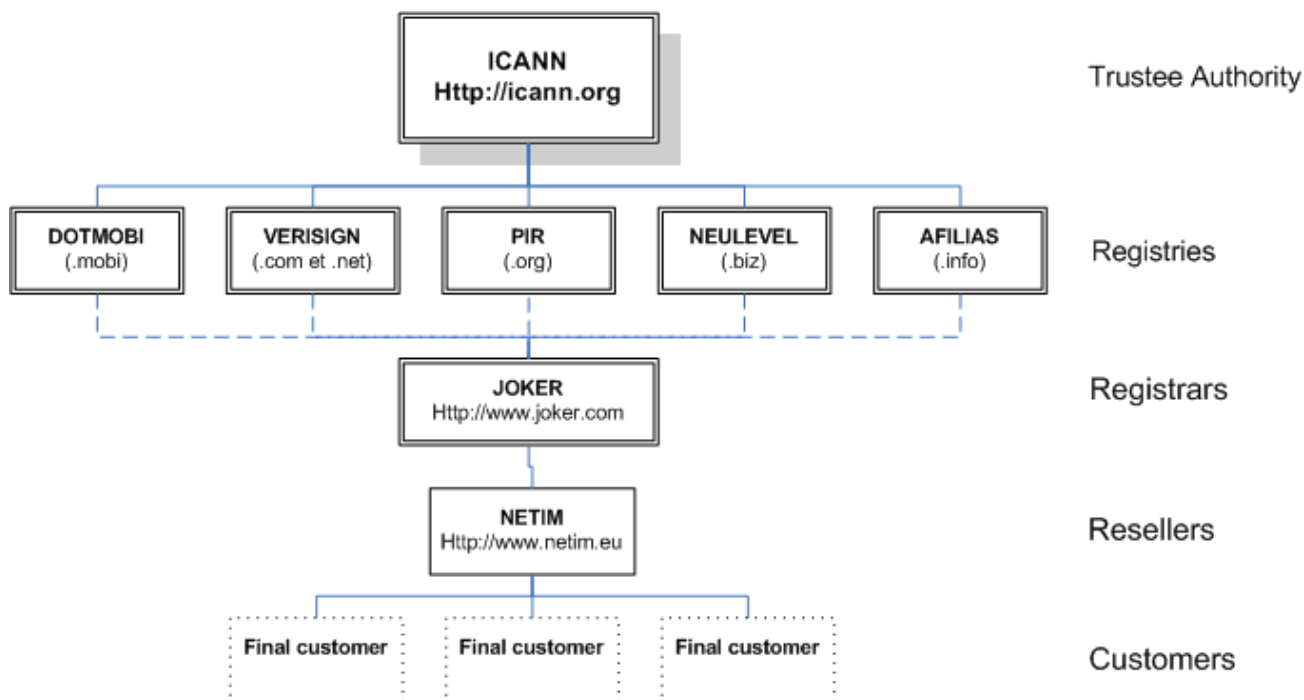 ICANN
Http://icann.org
Trustee Authority
DOTMOBI
(.mobi)
VERISIGN
(.com et .net)
PIR
(.org)
NEULEVEL
(.biz)
AFILIAS
(.info)
Registries
JOKER
Http://www.joker.com
Registrars
NETIM
Http://www.netim.eu
Resellers
Final customer
Final customer
Final customer
Customers